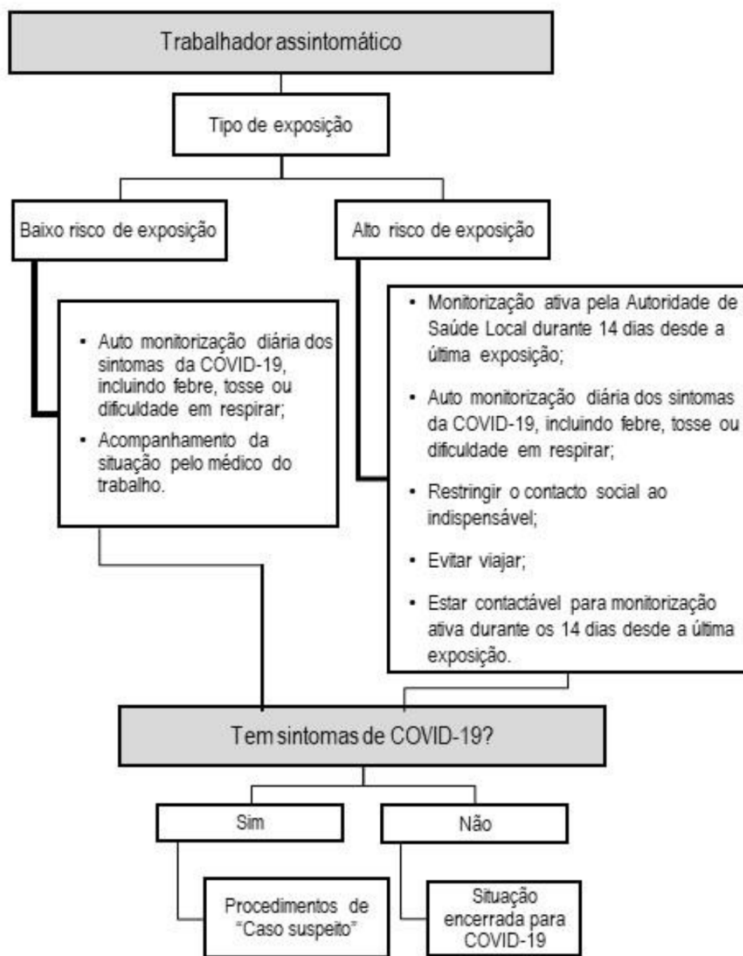 Trabalhador assintomático
Tipo de exposição
Baixo risco de exposição
Alto risco de exposição
• Auto monitorização diária dos
sintomas da COVID-19,
incluindo febre, tosse ou
dificuldade em respirar;
• Acompanhamento da
situação pelo médico do
trabalho.
• Monitorização ativa pela Autoridade de
Saúde Local durante 14 dias desde a
última exposição;
• Auto monitorização diária dos sintomas
da COVID-19, incluindo febre, tosse ou
dificuldade em respirar;
• Restringir o contacto social ao
indispensável;
• Evitar viajar;
• Estar contactável para monitorização
ativa durante os 14 dias desde a última
exposição.
Tem sintomas de COVID-19?
Sim
Não
Procedimentos de
“Caso suspeito”
Situação
encerrada para
COVID-19